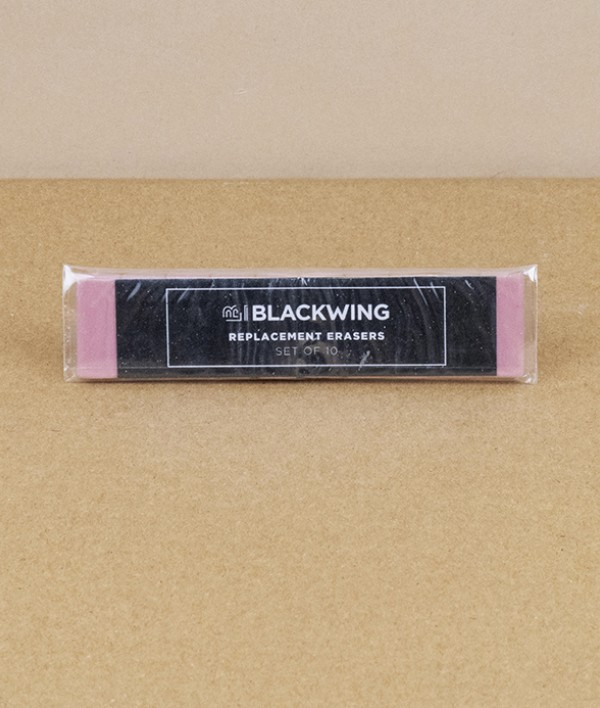 BLACKWING
REPLACEMENT ERASERS
SET OF 10